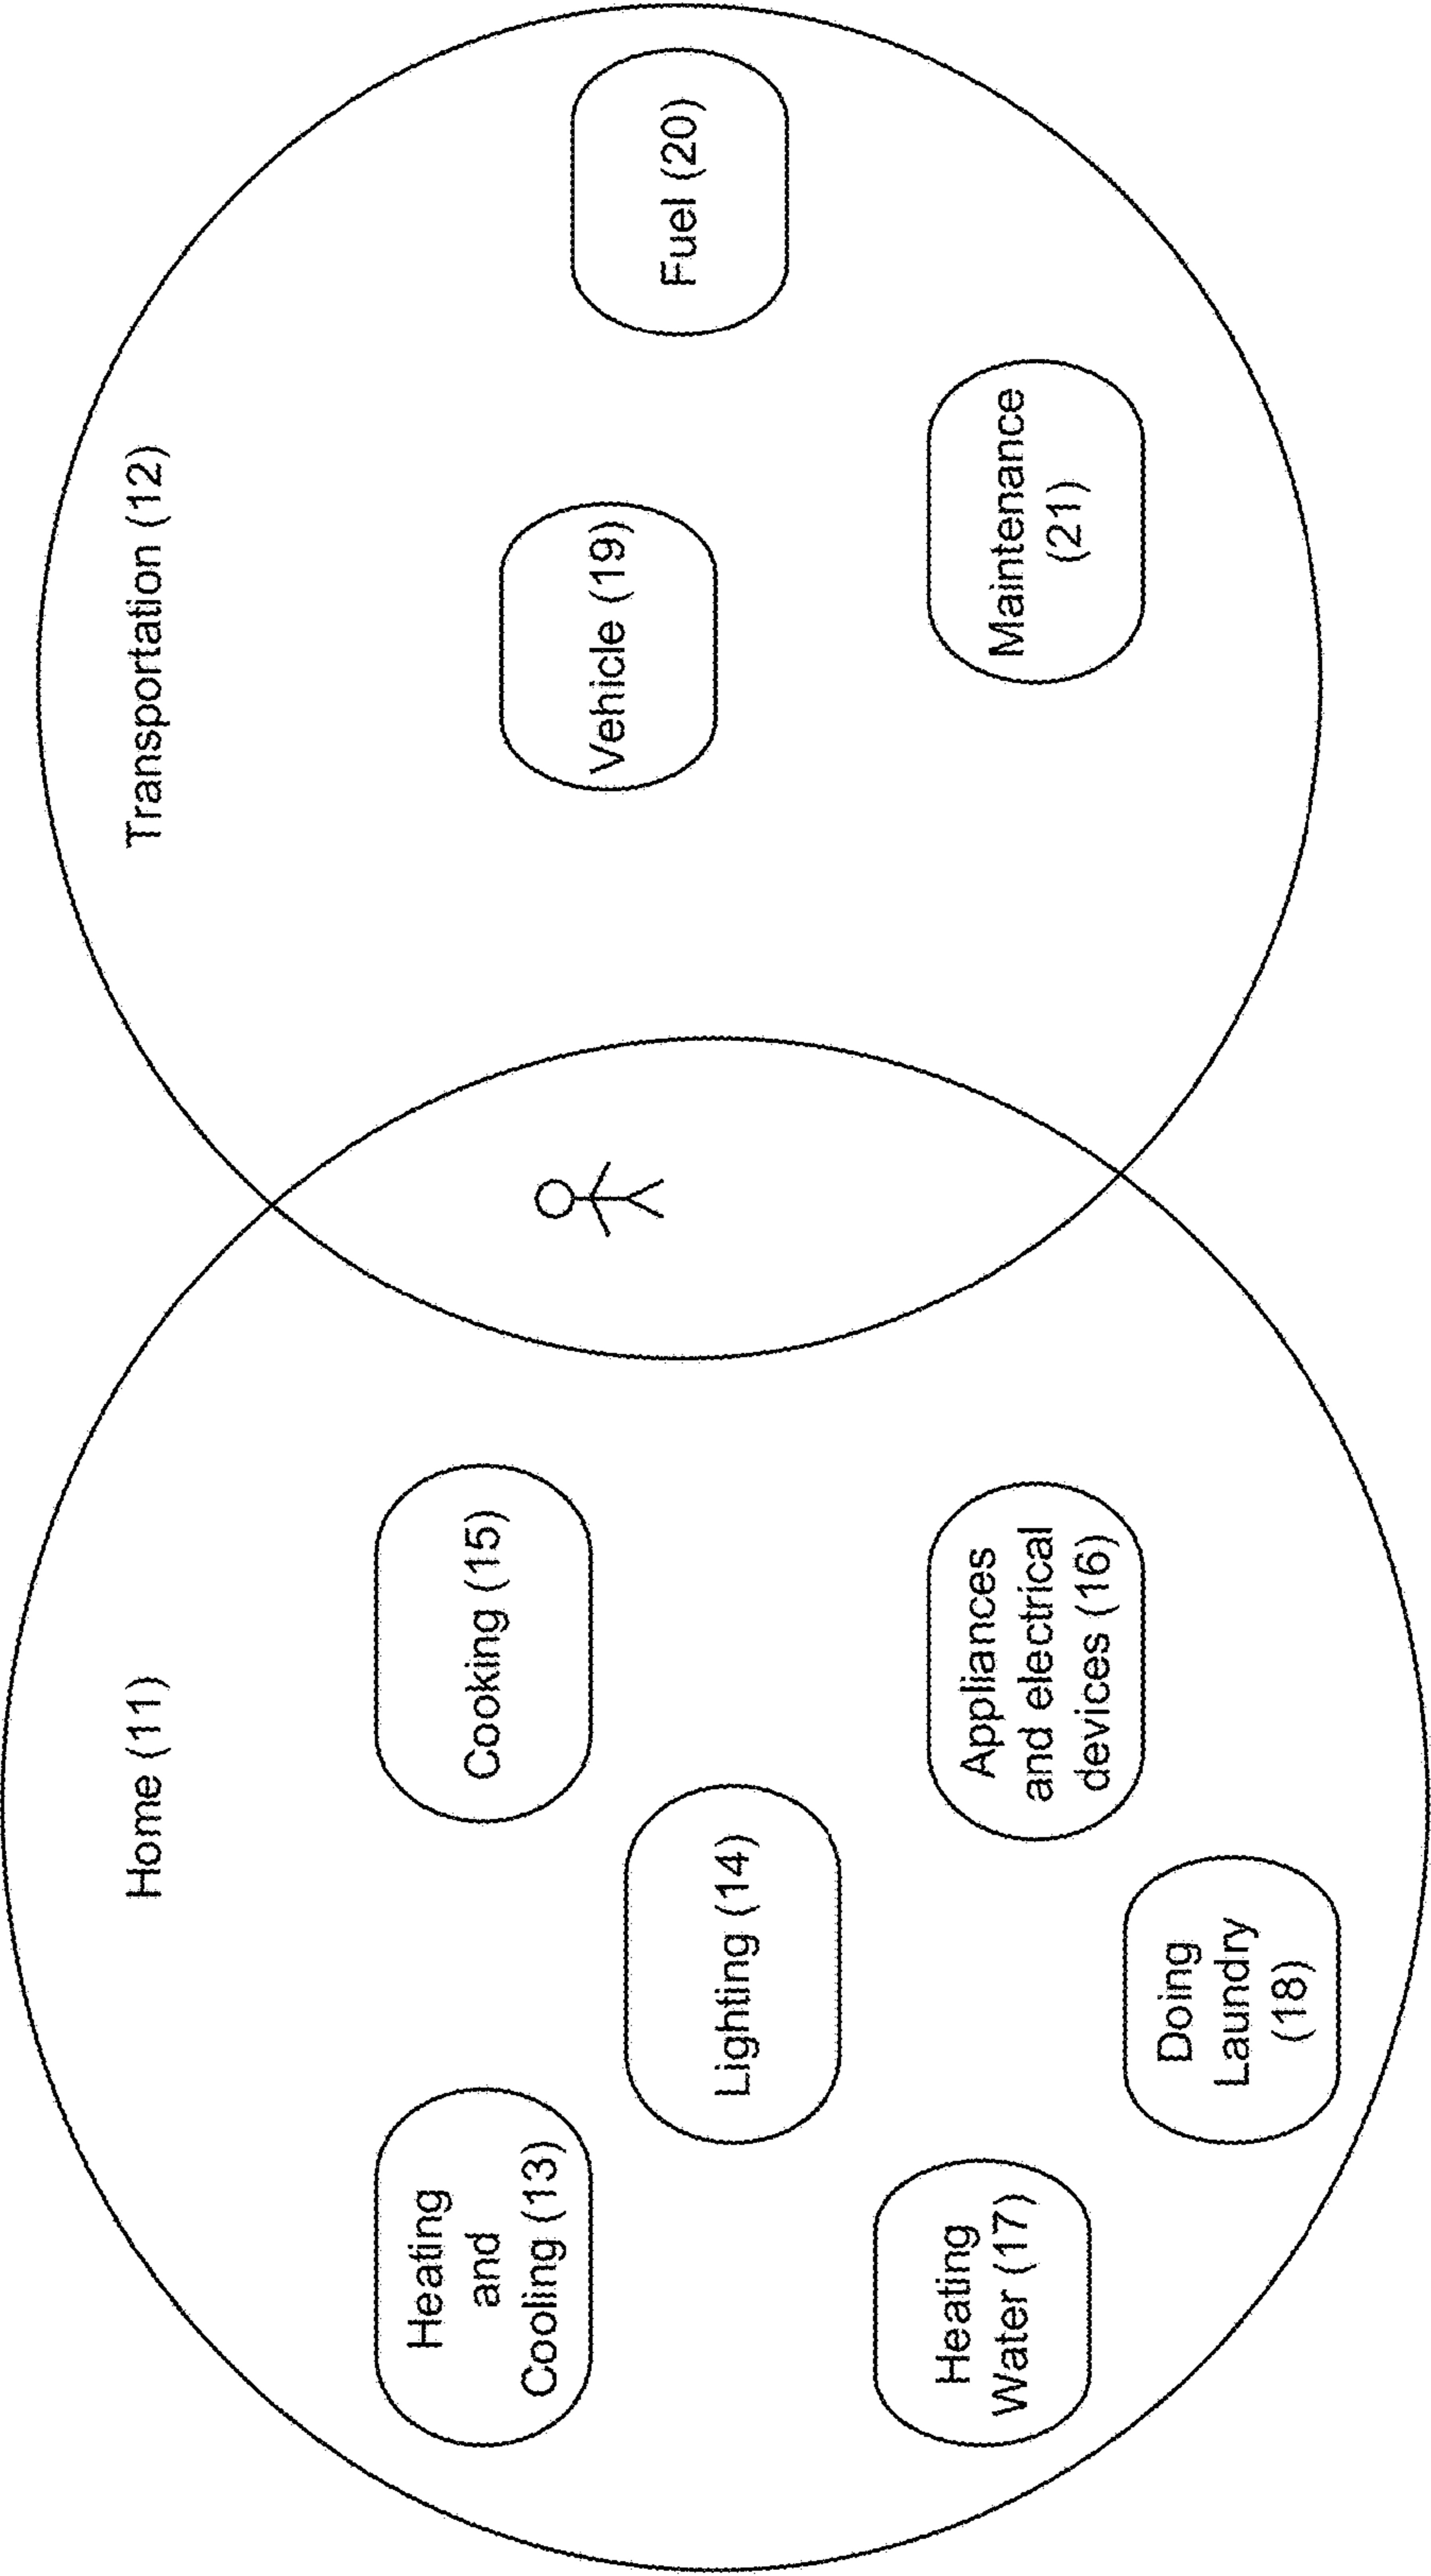 Home (11)
Heating
and
Cooling (13)
Cooking (15)
Lighting (14)
Heating
Water (17)
Appliances
and electrical
devices (16)
Doing
Laundry
(18)
Transportation (12)
Vehicle (19)
Fuel (20)
Maintenance
(21)